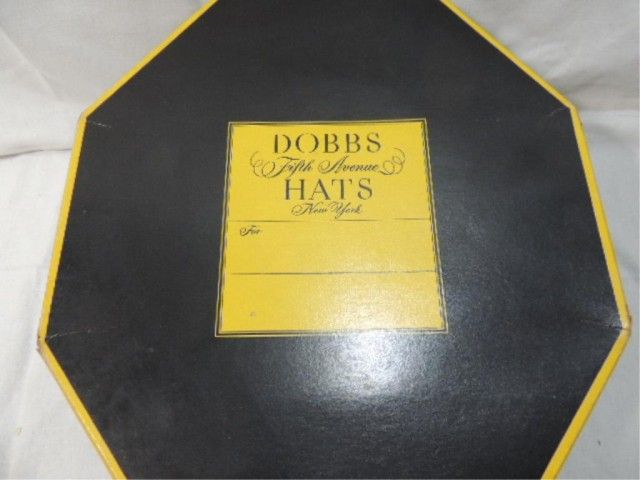 DOBBS
Fifth Avenue
HATS
New York
For